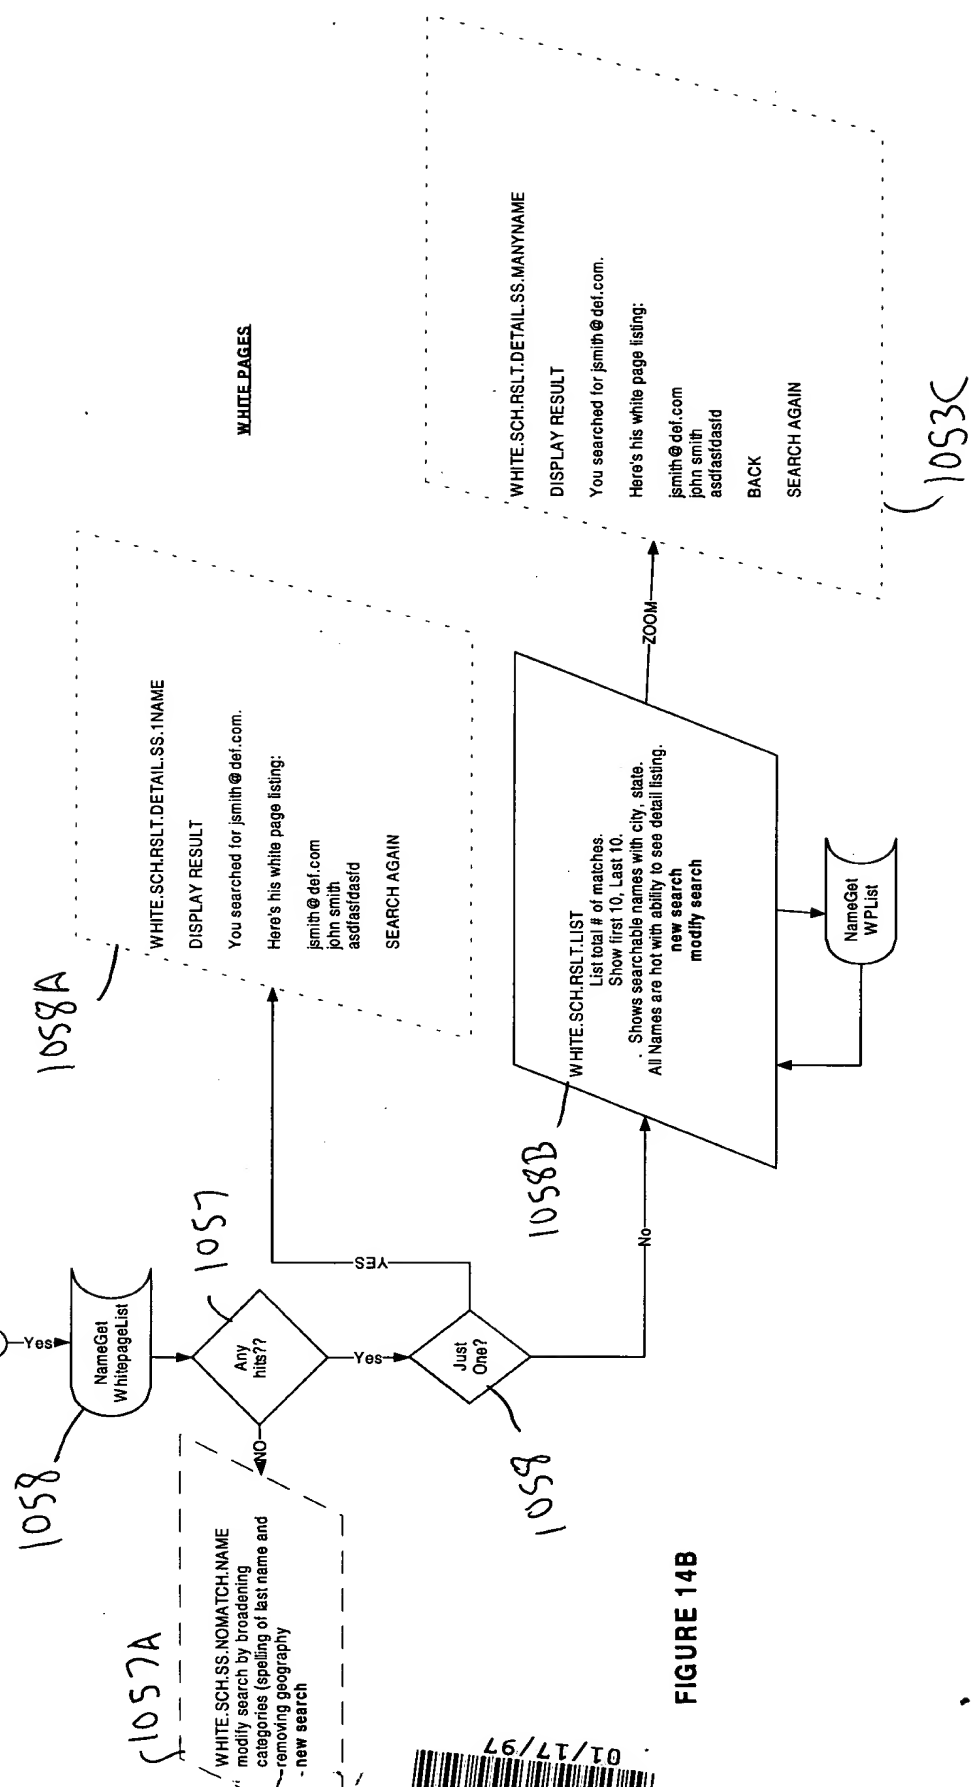 WHITE PAGES
Yes
NameGet
WhitepageList
1058
Any
hits??
1057
NO
WHITE.SCH.SS.NOMATCH.NAME
modify search by broadening
categories (spelling of last name and
removing geography
- new search
1057A
Yes
Just
One?
1058
YES
WHITE.SCH.RSLT.DETAIL.SS.1NAME
DISPLAY RESULT
You searched for jsmith@def.com.
Here's his white page listing:
jsmith@def.com
john smith
asdfasfdasfd
SEARCH AGAIN
1058A
No
WHITE.SCH.RSLT.LIST
List total # of matches.
Show first 10, Last 10.
Shows searchable names with city, state.
All Names are hot with ability to see detail listing.
new search
modify search
1058B
NameGet
WPList
ZOOM
WHITE.SCH.RSLT.DETAIL.SS.MANYNAME
DISPLAY RESULT
You searched for jsmith@def.com.
Here's his white page listing:
jsmith@def.com
john smith
asdfasfdasfd
BACK
SEARCH AGAIN
1053C
FIGURE 14B
01/17/97